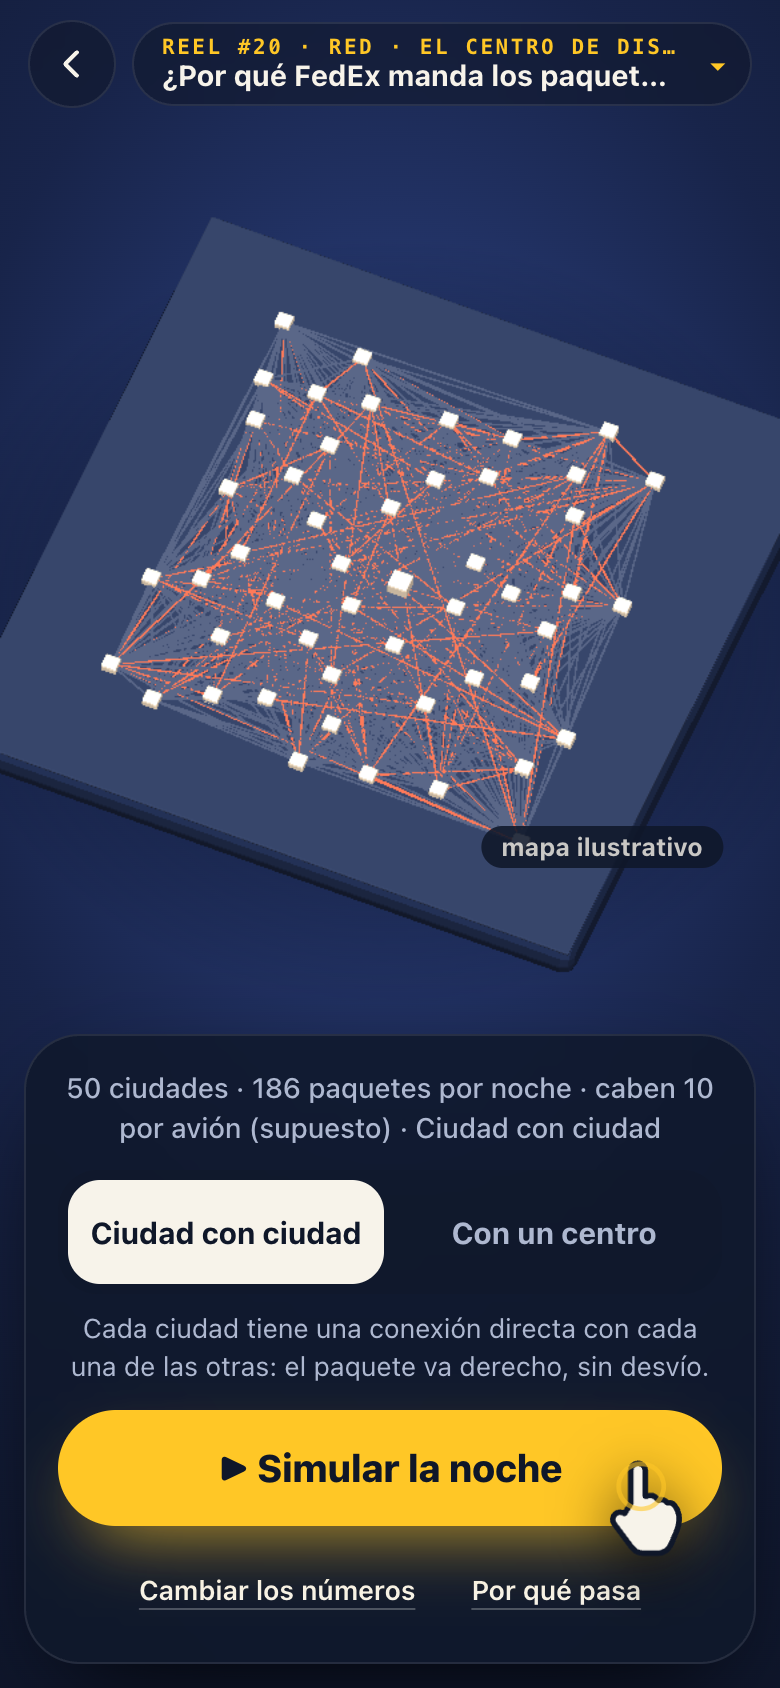 REEL #20 · RED · EL CENTRO DE DIS…
¿Por qué FedEx manda los paquet…
mapa ilustrativo
50 ciudades · 186 paquetes por noche · caben 10
por avión (supuesto) · Ciudad con ciudad
Ciudad con ciudad
Con un centro
Cada ciudad tiene una conexión directa con cada
una de las otras: el paquete va derecho, sin desvío.
Simular la noche
Cambiar los números
Por qué pasa